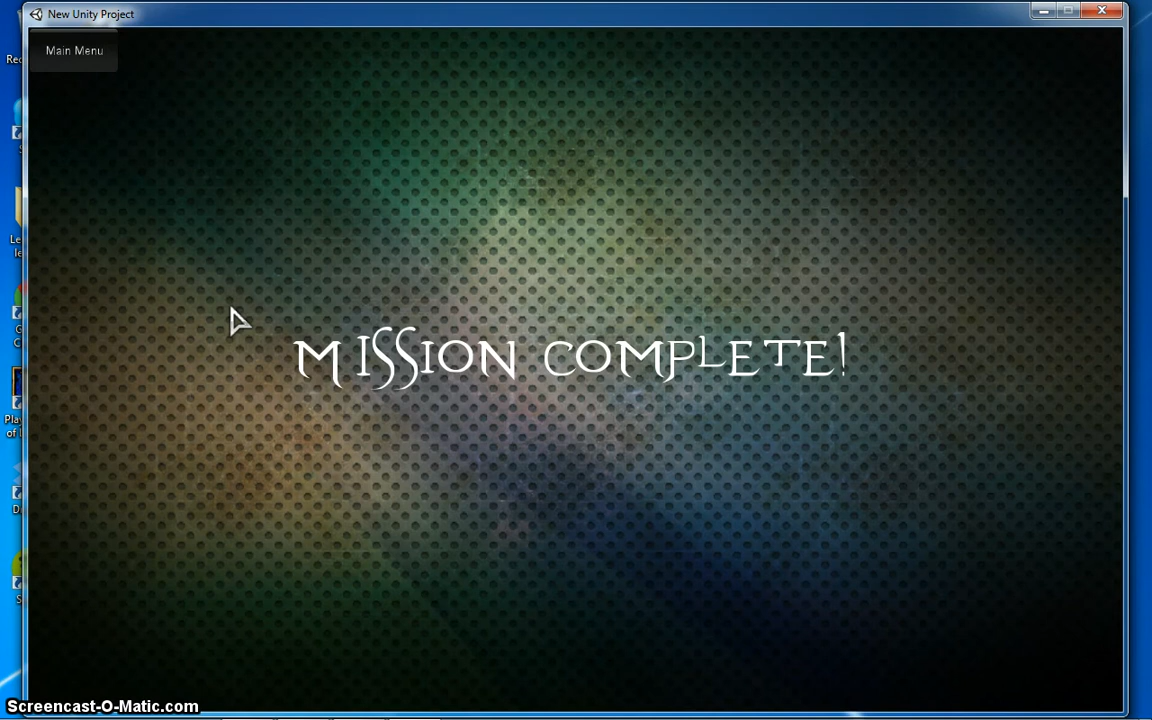 New Unity Project
Main Menu
MISSION COMPLETE!
Screencast-O-Matic.com